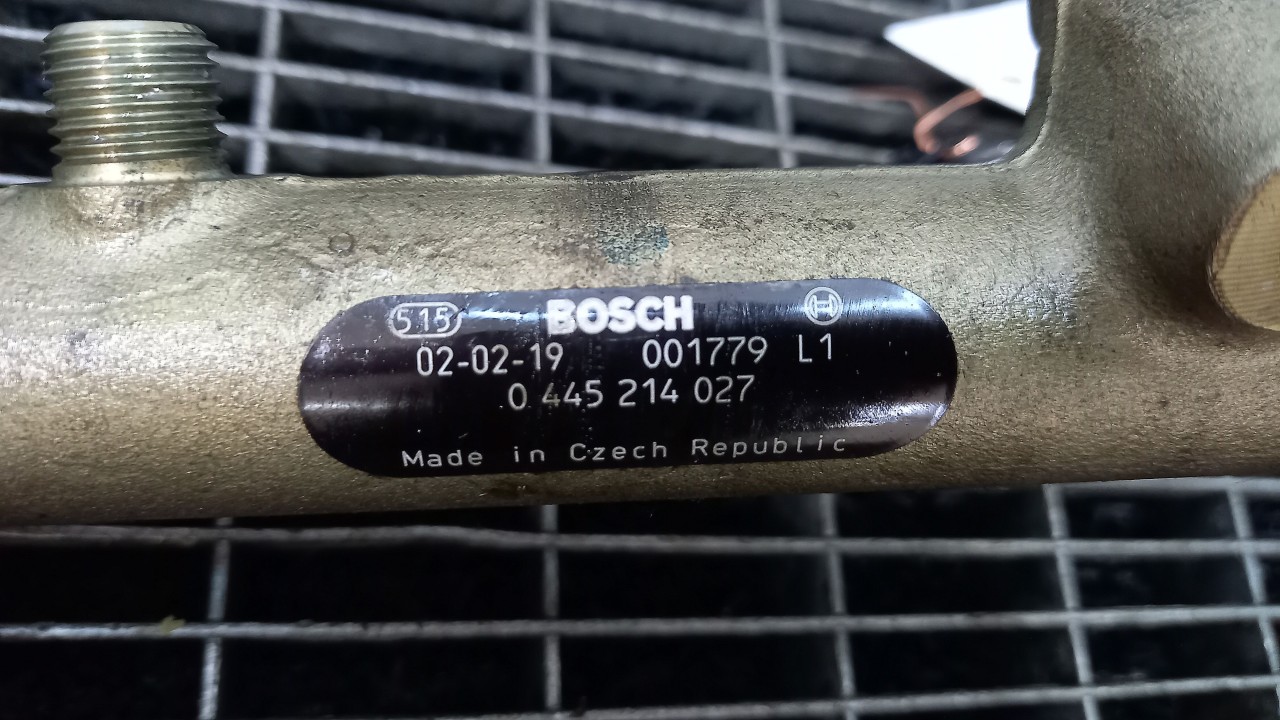 515 BOSCH
02-02-19 001779 L1
0 445 214 027
Made in Czech Republic